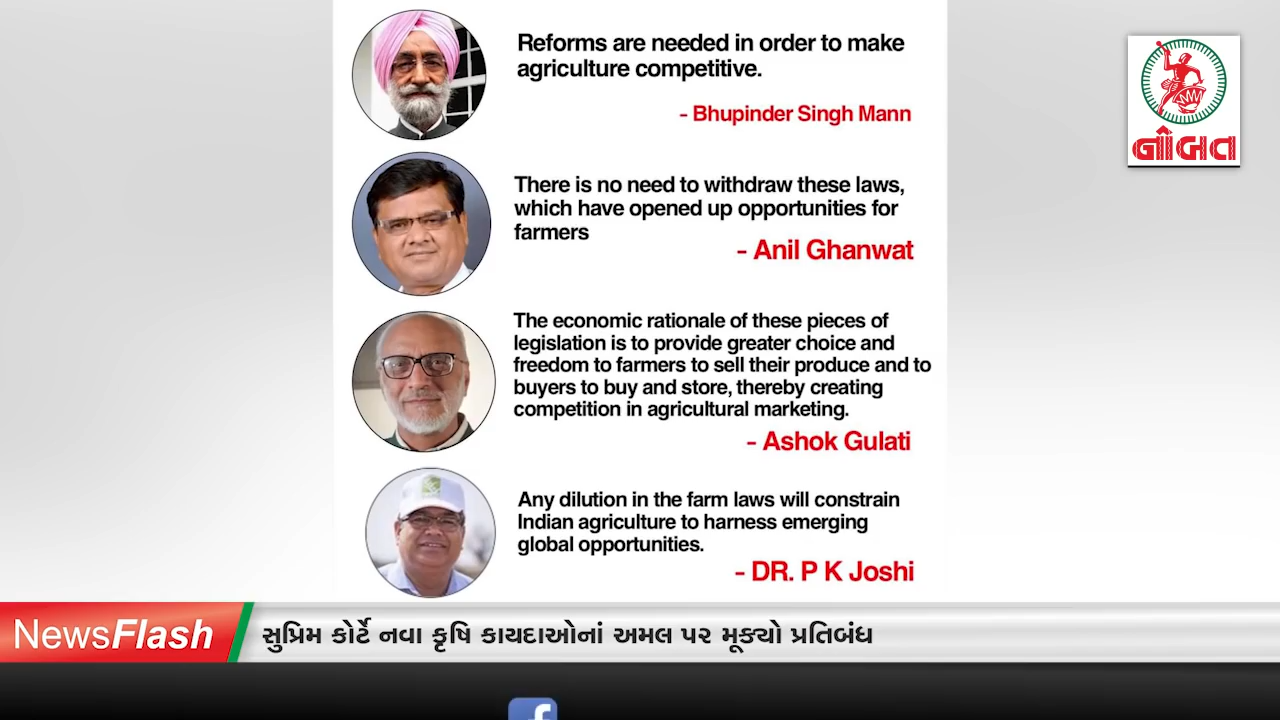 Reforms are needed in order to make
agriculture competitive.
- Bhupinder Singh Mann
નોબત
There is no need to withdraw these laws,
which have opened up opportunities for
farmers
- Anil Ghanwat
The economic rationale of these pieces of
legislation is to provide greater choice and
freedom to farmers to sell their produce and to
buyers to buy and store, thereby creating
competition in agricultural marketing.
- Ashok Gulati
Any dilution in the farm laws will constrain
Indian agriculture to harness emerging
global opportunities.
- DR. P K Joshi
NewsFlash
સુપ્રિમ કોર્ટે નવા કૃષિ કાયદાઓનાં અમલ પર મૂક્યો પ્રતિબંધ